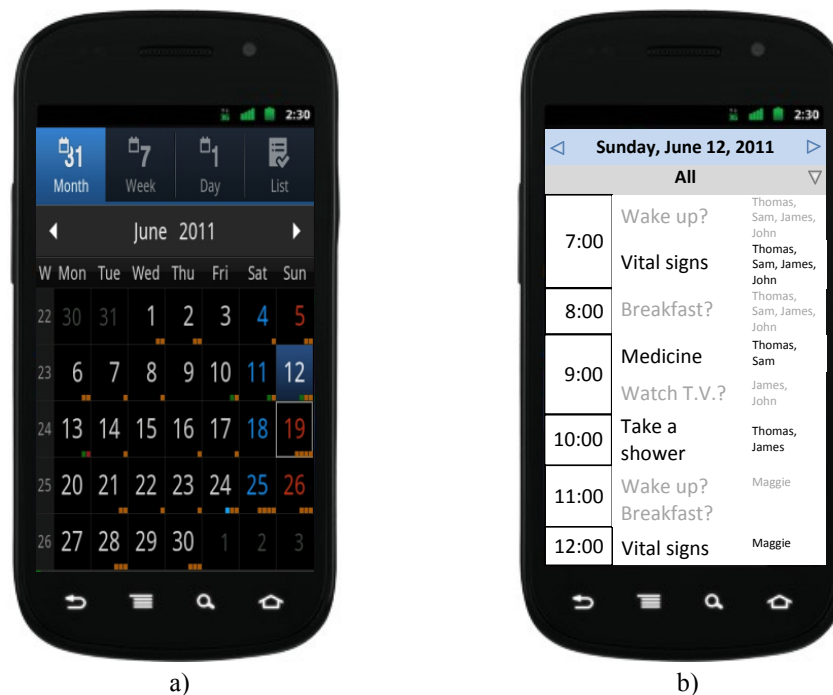 2:30
31 7 1
Month Week Day List
June 2011
W Mon Tue Wed Thu Fri Sat Sun
22 30 31 1 2 3 4 5
23 6 7 8 9 10 11 12
24 13 14 15 16 17 18 19
25 20 21 22 23 24 25 26
26 27 28 29 30 1 2 3
a)
2:30
Sunday, June 12, 2011
All
7:00
Wake up?
Thomas,
Sam, James,
John
Vital signs
Thomas,
Sam, James,
John
8:00
Breakfast?
Thomas,
Sam, James,
John
9:00
Medicine
Thomas,
Sam
Watch T.V.?
James,
John
10:00
Take a
shower
Thomas,
James
11:00
Wake up?
Breakfast?
Maggie
12:00
Vital signs
Maggie
b)